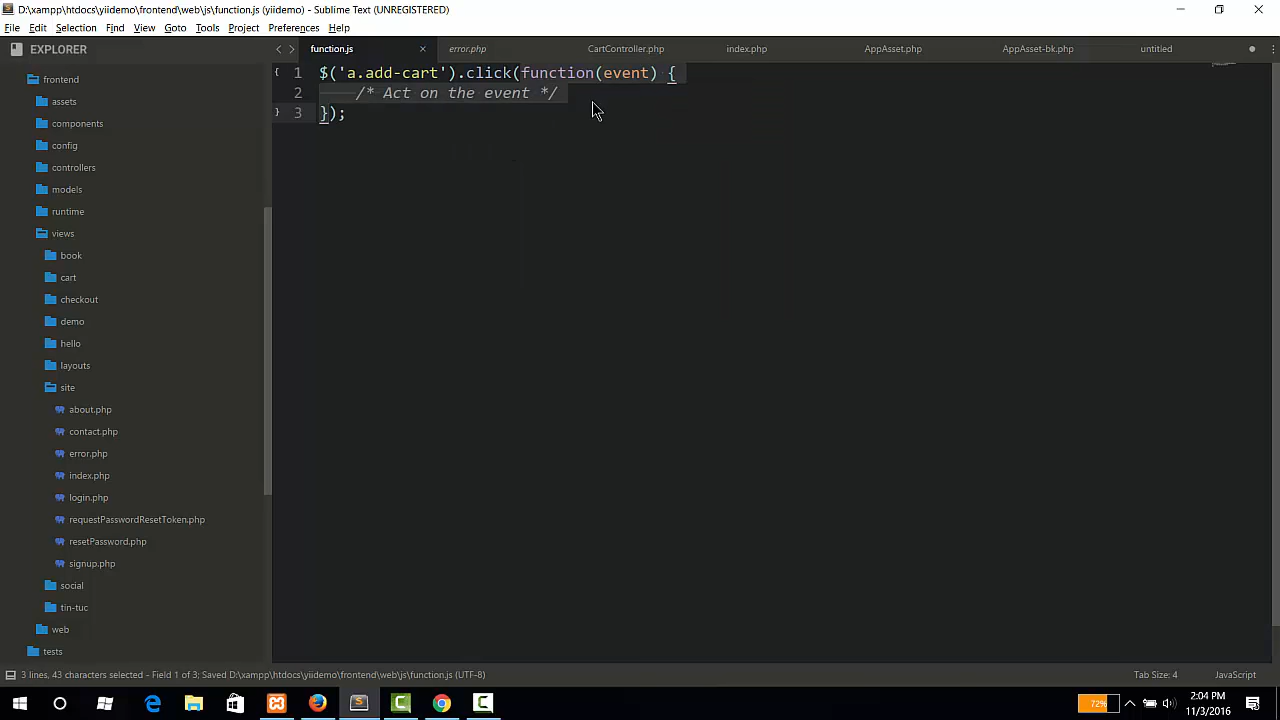 D:\xampp\htdocs\yiidemo\frontend\web\js\function.js (yiidemo) - Sublime Text (UNREGISTERED)
File Edit Selection Find View Goto Tools Project Preferences Help
EXPLORER
function.js
error.php
CartController.php
index.php
AppAsset.php
AppAsset-bk.php
untitled
frontend
assets
components
config
controllers
models
runtime
views
book
cart
checkout
demo
hello
layouts
site
about.php
contact.php
error.php
index.php
login.php
requestPasswordResetToken.php
resetPassword.php
signup.php
social
tin-tuc
web
tests
1 $('a.add-cart').click(function(event) {
2 /* Act on the event */
3 });
3 lines, 43 characters selected - Field 1 of 3; Saved D:\xampp\htdocs\yiidemo\frontend\web\js\function.js (UTF-8)
Tab Size: 4
JavaScript
72%
2:04 PM
11/3/2016